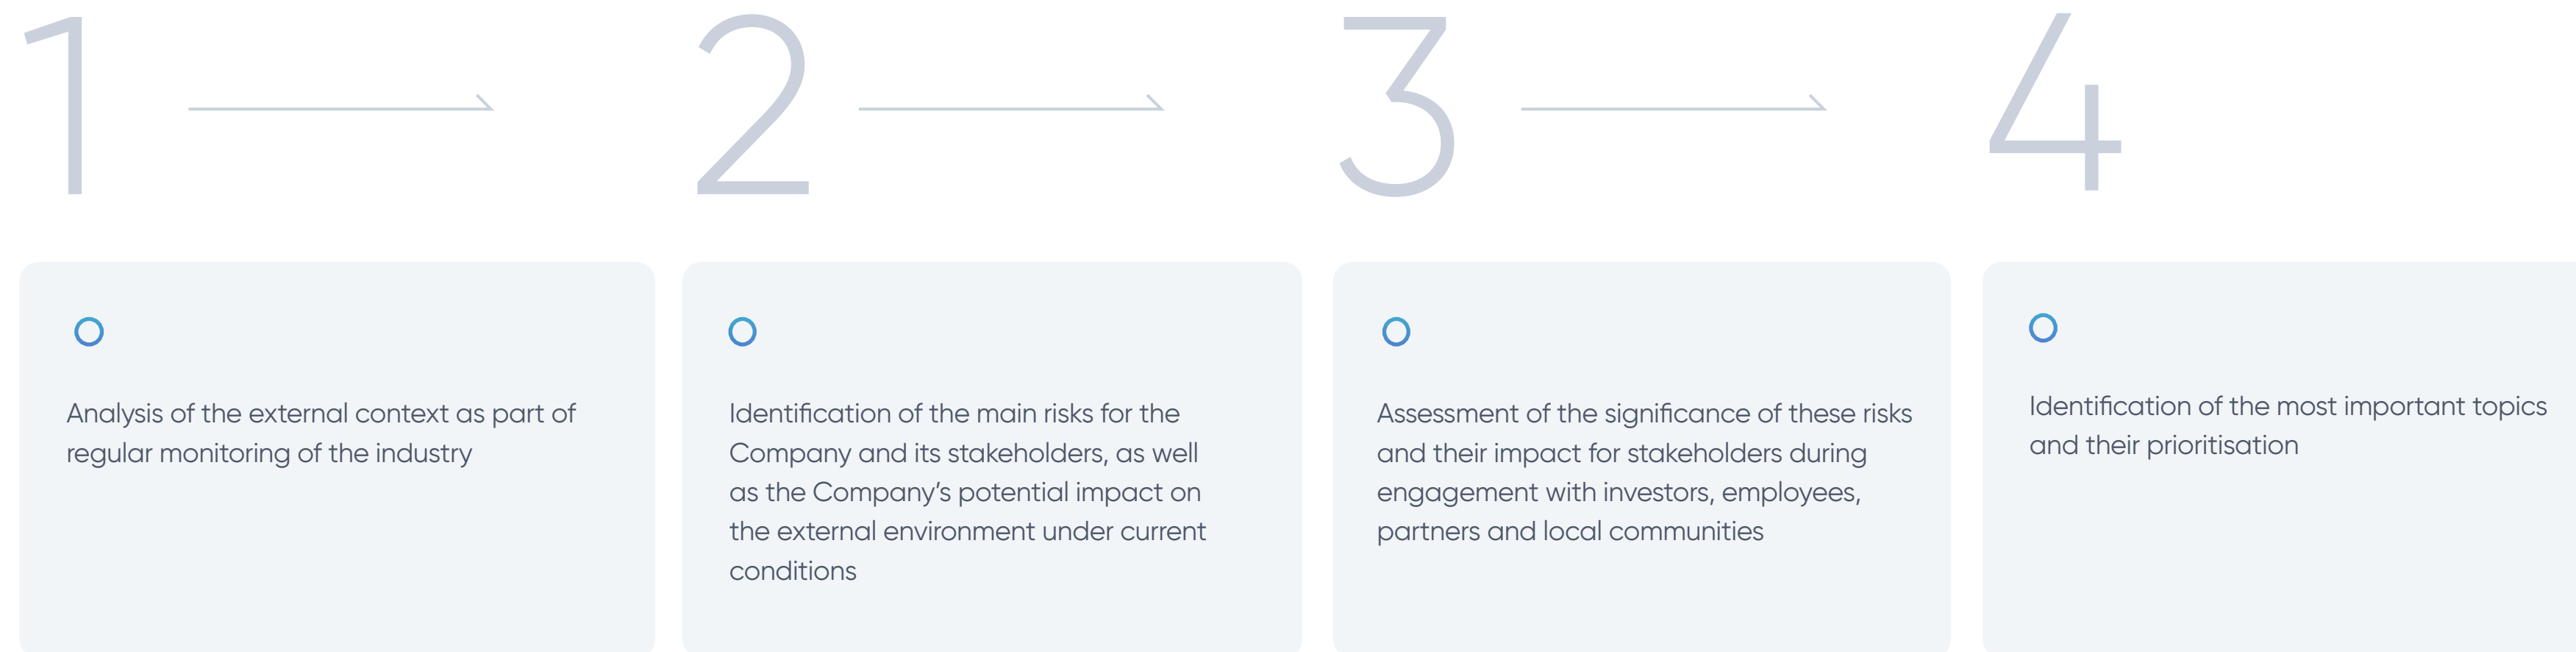 1
2
3
4
Analysis of the external context as part of
regular monitoring of the industry
Identification of the main risks for the
Company and its stakeholders, as well
as the Company’s potential impact on
the external environment under current
conditions
Assessment of the significance of these risks
and their impact for stakeholders during
engagement with investors, employees,
partners and local communities
Identification of the most important topics
and their prioritisation